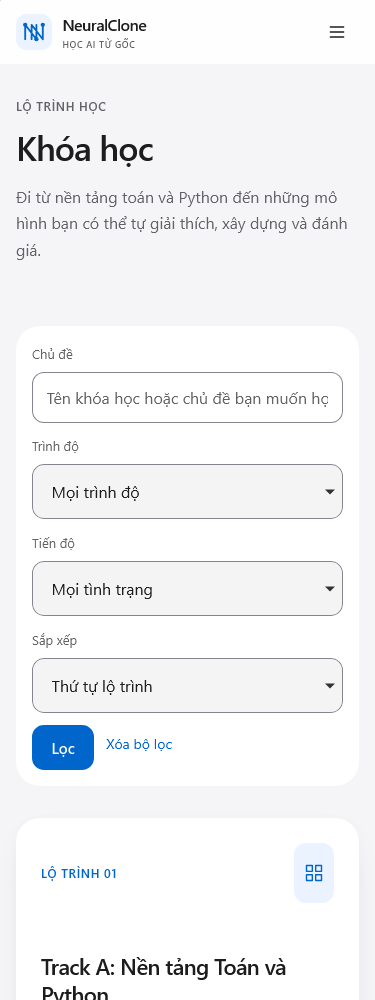 NeuralClone
HỌC AI TỪ GỐC
LỘ TRÌNH HỌC
Khóa học
Đi từ nền tảng toán và Python đến những mô
hình bạn có thể tự giải thích, xây dựng và đánh
giá.
Chủ đề
Tên khóa học hoặc chủ đề bạn muốn họ
Trình độ
Mọi trình độ
Tiến độ
Mọi tình trạng
Sắp xếp
Thứ tự lộ trình
Lọc
Xóa bộ lọc
LỘ TRÌNH 01
Track A: Nền tảng Toán và
Python